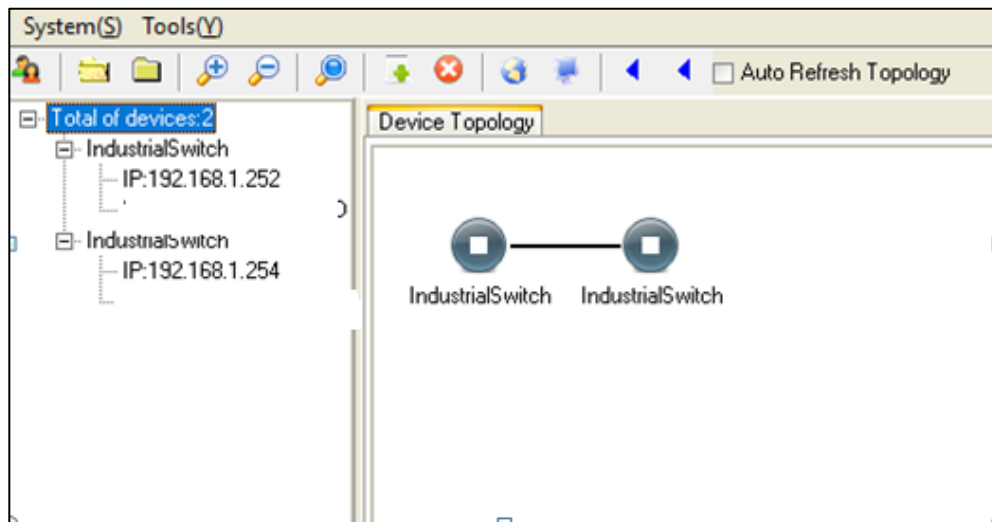 System(S) Tools(Y)
Auto Refresh Topology
Total of devices:2
IndustrialSwitch
IP:192.168.1.252
IndustrialSwitch
IP:192.168.1.254
Device Topology
IndustrialSwitch IndustrialSwitch